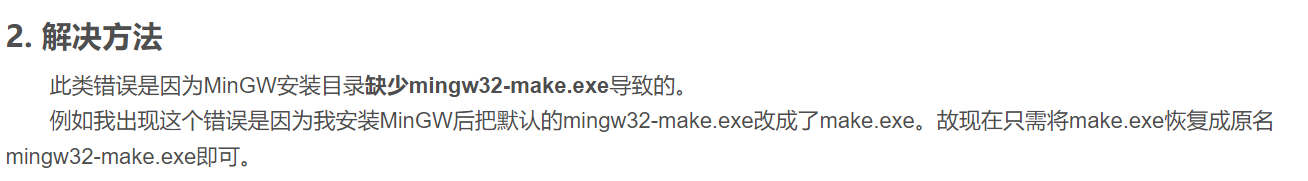 2. 解决方法
此类错误是因为MinGW安装目录缺少mingw32-make.exe导致的。
例如我出现这个错误是因为我安装MinGW后把默认的mingw32-make.exe改成了make.exe。故现在只需将make.exe恢复成原名
mingw32-make.exe即可。